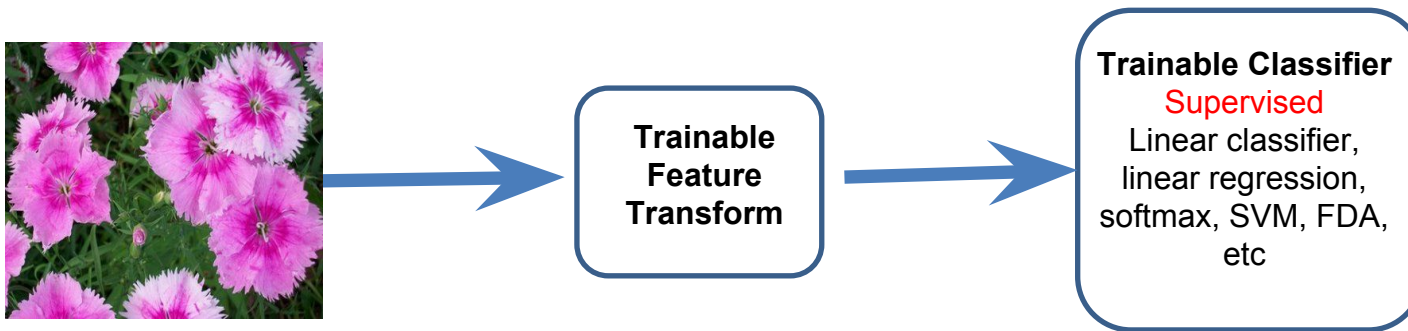 Trainable
Feature
Transform
Trainable Classifier
Supervised
Linear classifier,
linear regression,
softmax, SVM, FDA,
etc